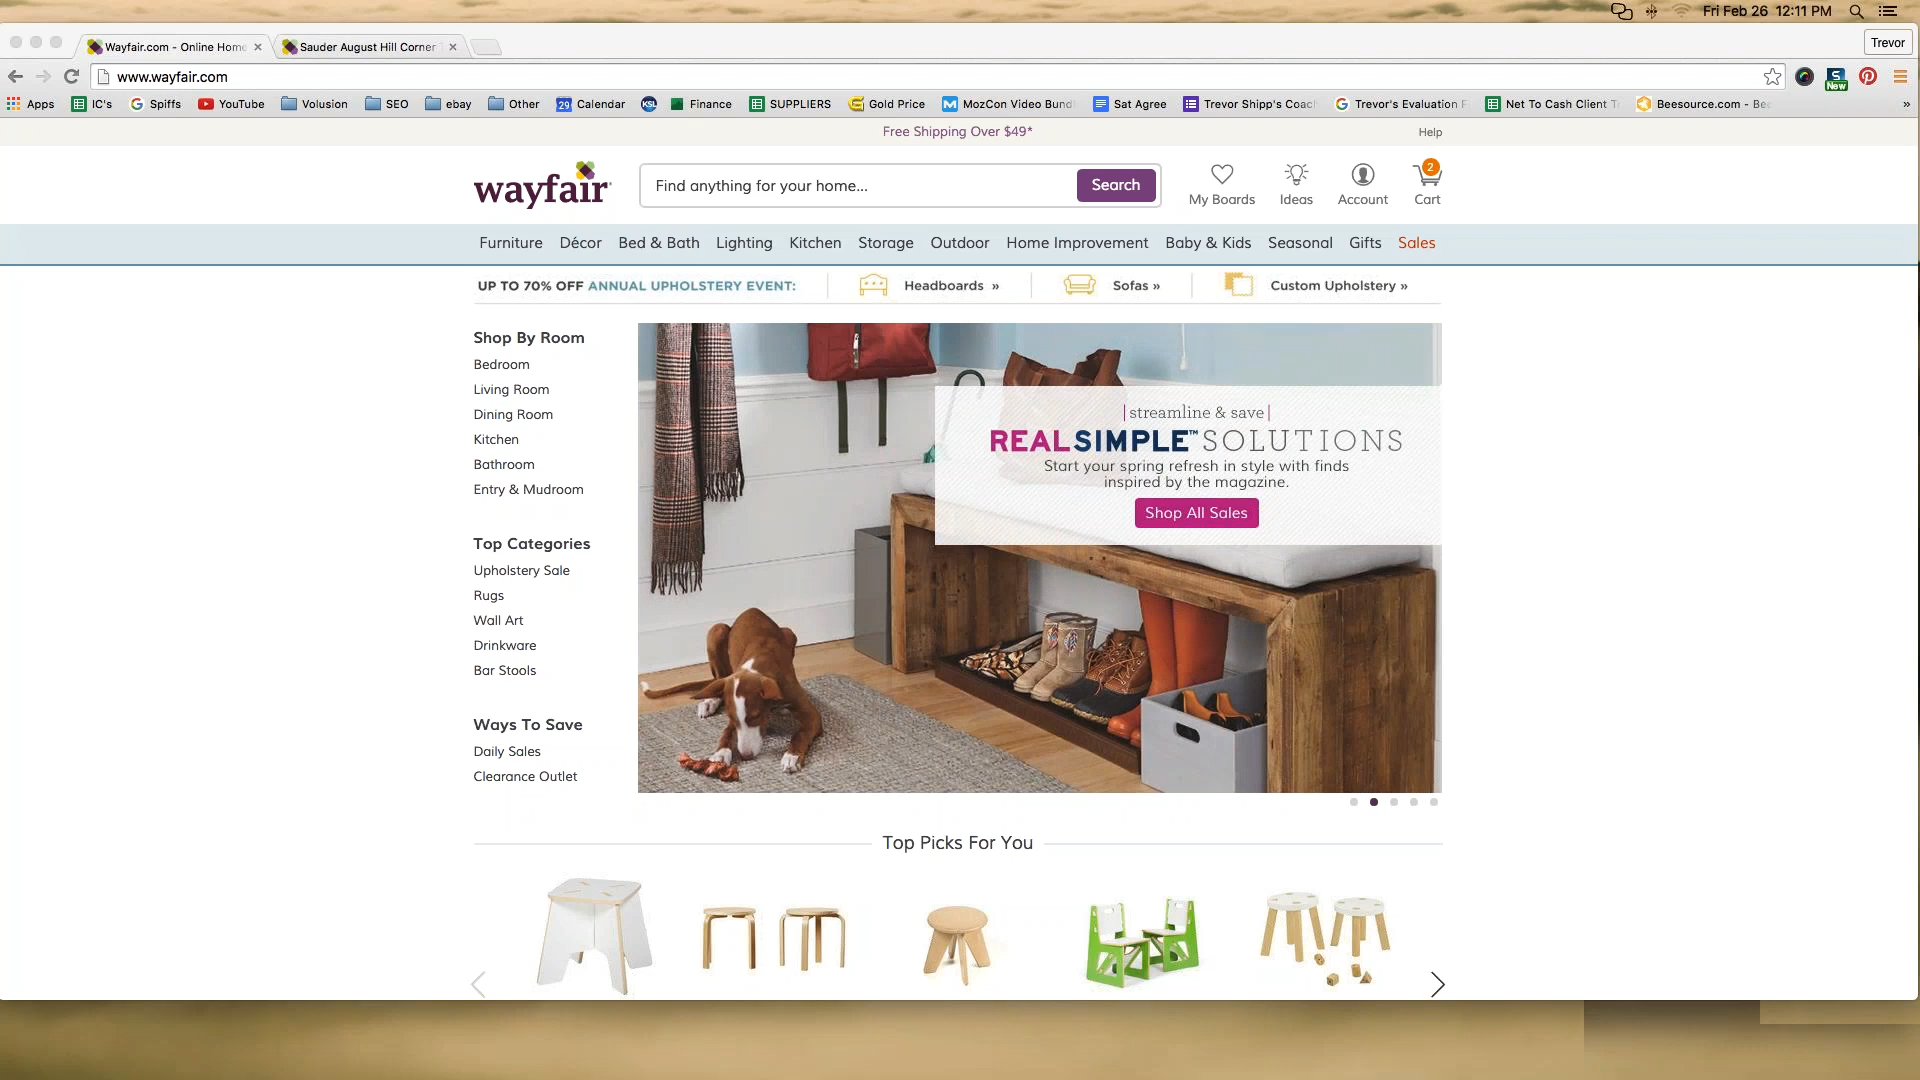 Fri Feb 26 12:11 PM
Wayfair.com - Online Home
Sauder August Hill Corner
Trevor
www.wayfair.com
New
Apps IC's Spiffs YouTube Volusion SEO ebay Other 29 Calendar KSL Finance SUPPLIERS Gold Price MozCon Video Bund Sat Agree Trevor Shipp's Coac Trevor's Evaluation F Net To Cash Client T Beesource.com - Bee »
Free Shipping Over $49*
Help
wayfair
Find anything for your home...
Search
My Boards
Ideas
Account
2
Cart
Furniture Décor Bed & Bath Lighting Kitchen Storage Outdoor Home Improvement Baby & Kids Seasonal Gifts Sales
UP TO 70% OFF ANNUAL UPHOLSTERY EVENT: Headboards » Sofas » Custom Upholstery »
Shop By Room
Bedroom
Living Room
Dining Room
Kitchen
Bathroom
Entry & Mudroom
Top Categories
Upholstery Sale
Rugs
Wall Art
Drinkware
Bar Stools
Ways To Save
Daily Sales
Clearance Outlet
|streamline & save|
REALSIMPLE™SOLUTIONS
Start your spring refresh in style with finds
inspired by the magazine.
Shop All Sales
Top Picks For You